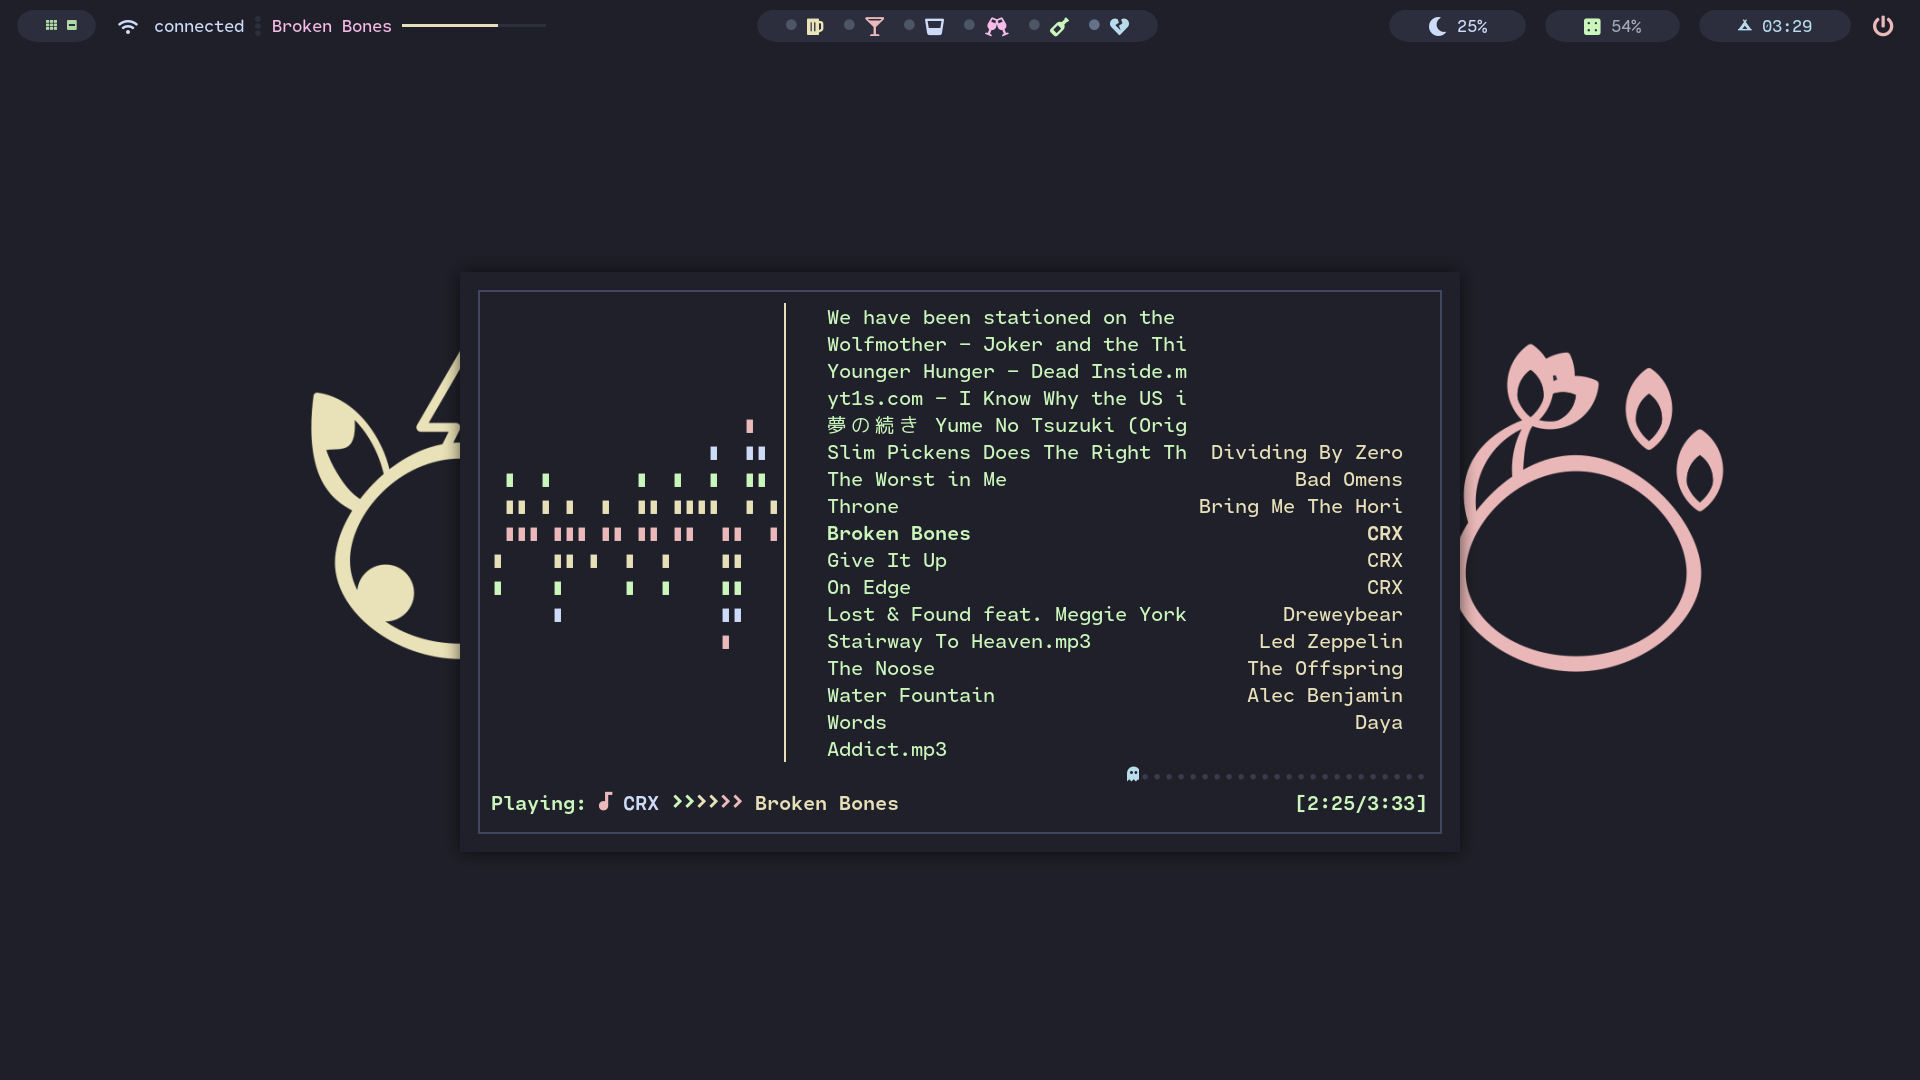 connected Broken Bones 25% 54% 03:29
We have been stationed on the
Wolfmother - Joker and the Thi
Younger Hunger - Dead Inside.m
yt1s.com - I Know Why the US i
夢の続き Yume No Tsuzuki (Orig
Slim Pickens Does The Right Th Dividing By Zero
The Worst in Me Bad Omens
Throne Bring Me The Hori
Broken Bones CRX
Give It Up CRX
On Edge CRX
Lost & Found feat. Meggie York Dreweybear
Stairway To Heaven.mp3 Led Zeppelin
The Noose The Offspring
Water Fountain Alec Benjamin
Words Daya
Addict.mp3
Playing: CRX >>>>>> Broken Bones [2:25/3:33]